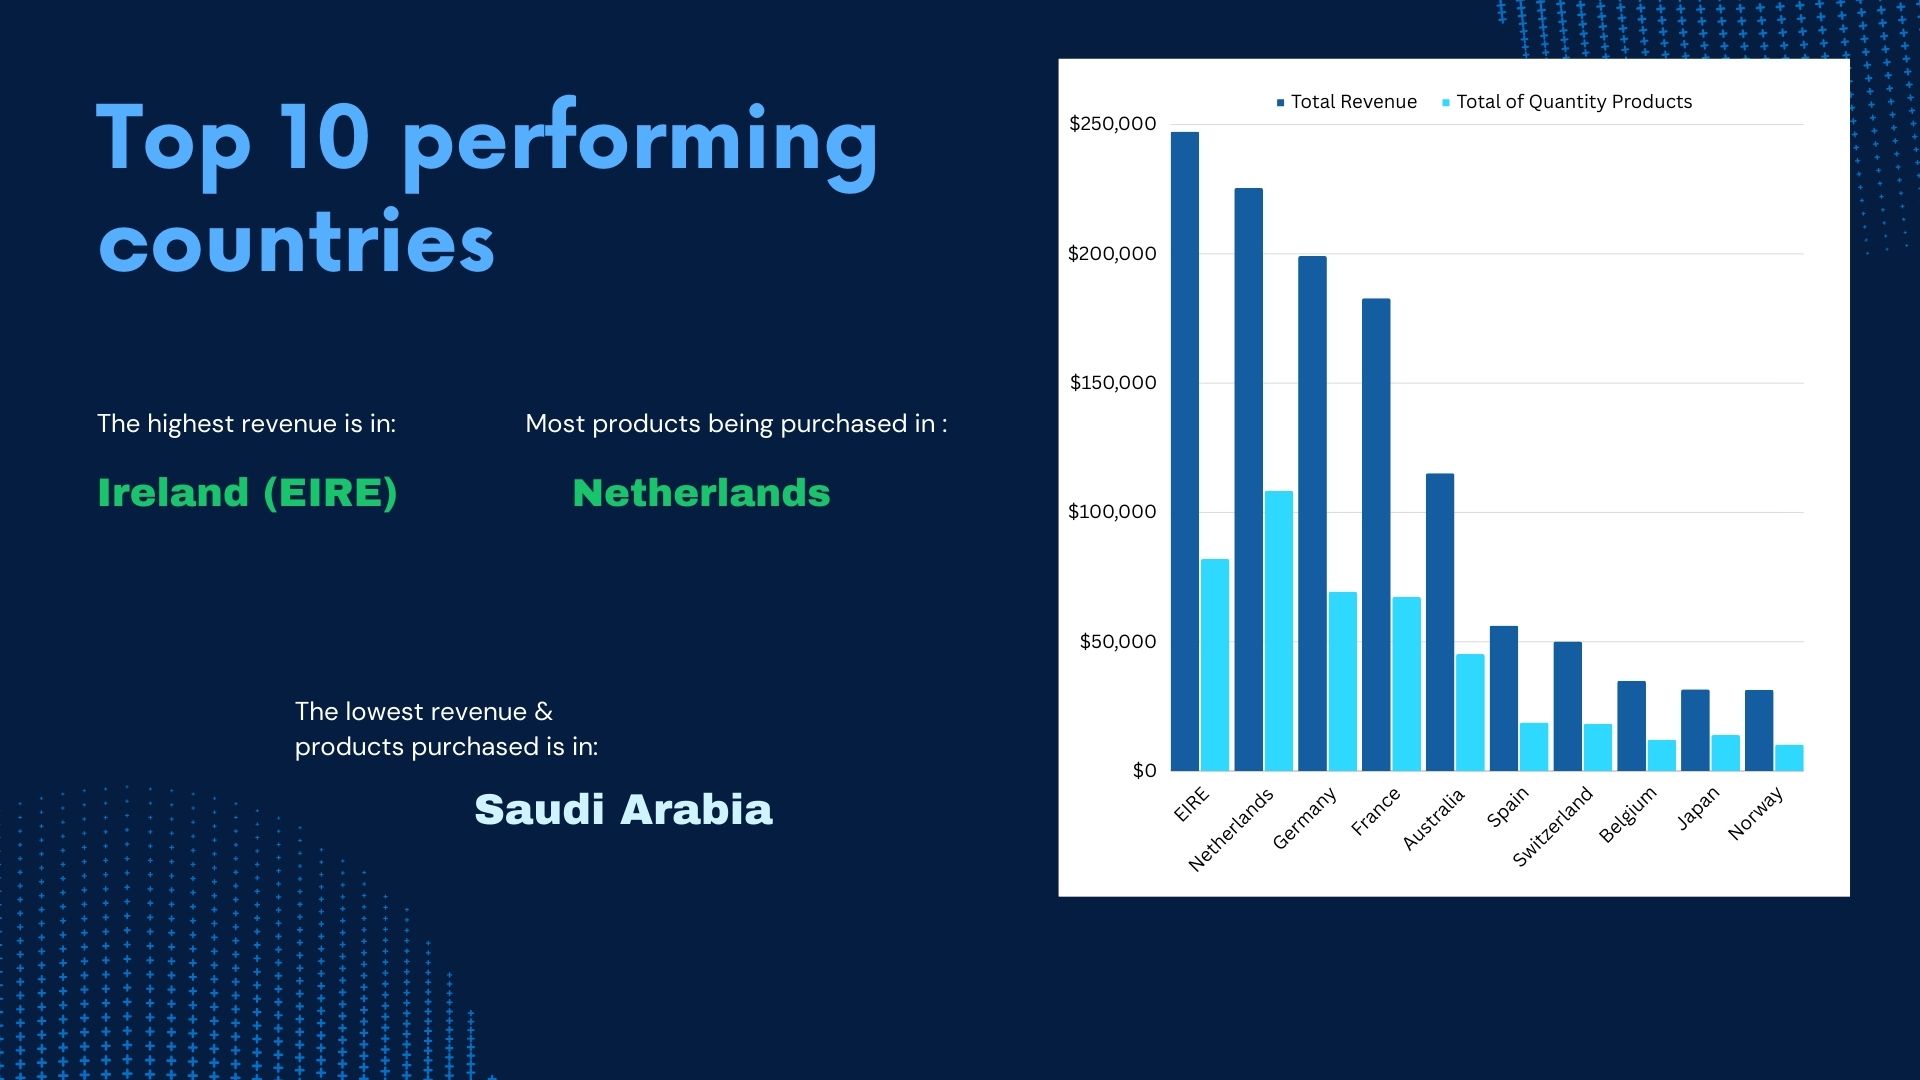 Top 10 performing
countries
The highest revenue is in:
Ireland (EIRE)
Most products being purchased in :
Netherlands
The lowest revenue &
products purchased is in:
Saudi Arabia
Total Revenue
Total of Quantity Products
$250,000
$200,000
$150,000
$100,000
$50,000
$0
EIRE
Netherlands
Germany
France
Australia
Spain
Switzerland
Belgium
Japan
Norway